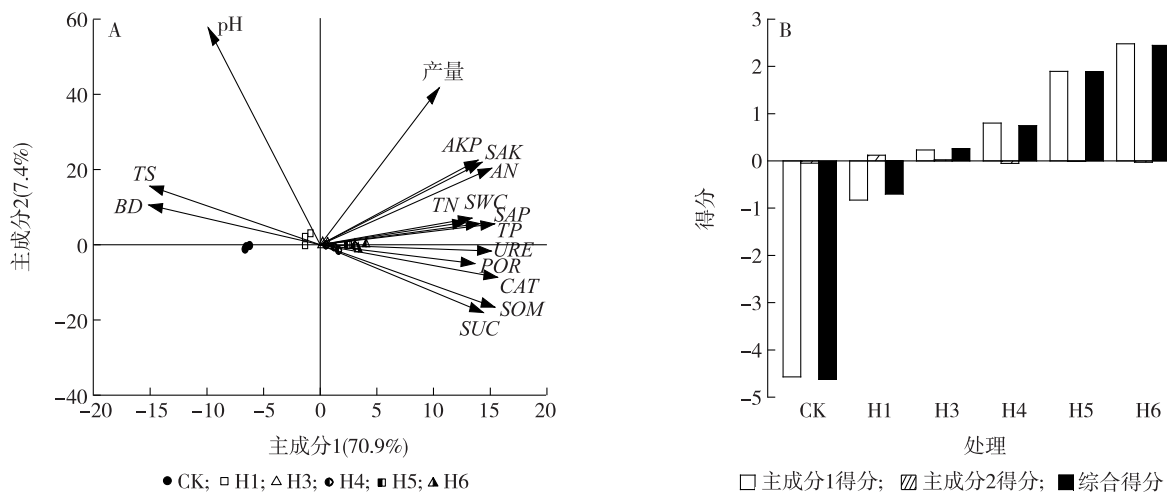 A
60
40
20
0
−20
−40
主成分2(7.4%)
pH
产量
AKP
SAK
AN
TS
BD
TN
SWC
SAP
TP
URE
POR
CAT
SOM
SUC
−20
−15
−10
−5
0
5
10
15
20
主成分1(70.9%)
CK; H1; H3; H4; H5; H6
B
3
2
1
0
−1
−2
−3
−4
−5
得分
CK
H1
H3
H4
H5
H6
处理
主成分1得分; 主成分2得分; 综合得分